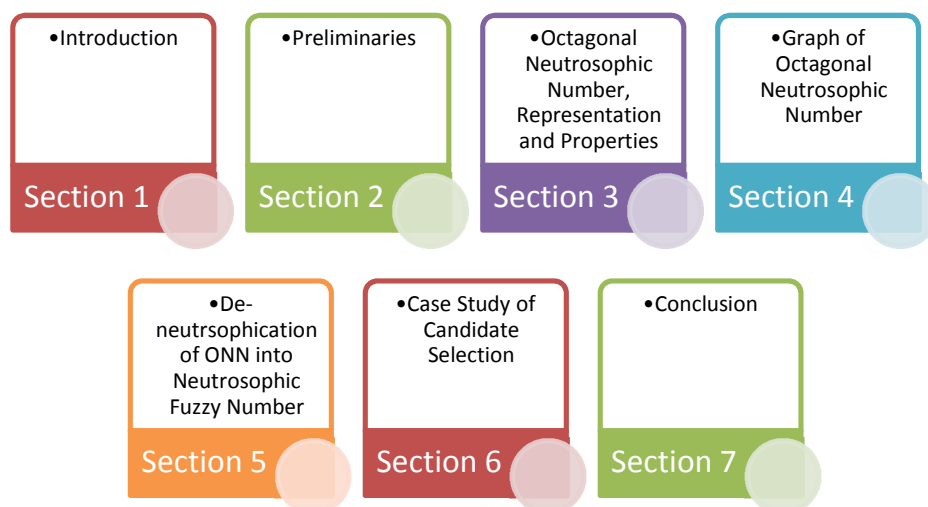 •Introduction
Section 1
•Preliminaries
Section 2
•Octagonal
Neutrosophic
Number,
Representation
and Properties
Section 3
•Graph of
Octagonal
Neutrosophic
Number
Section 4
•De-
neutrsophication
of ONN into
Neutrosophic
Fuzzy Number
Section 5
•Case Study of
Candidate
Selection
Section 6
•Conclusion
Section 7